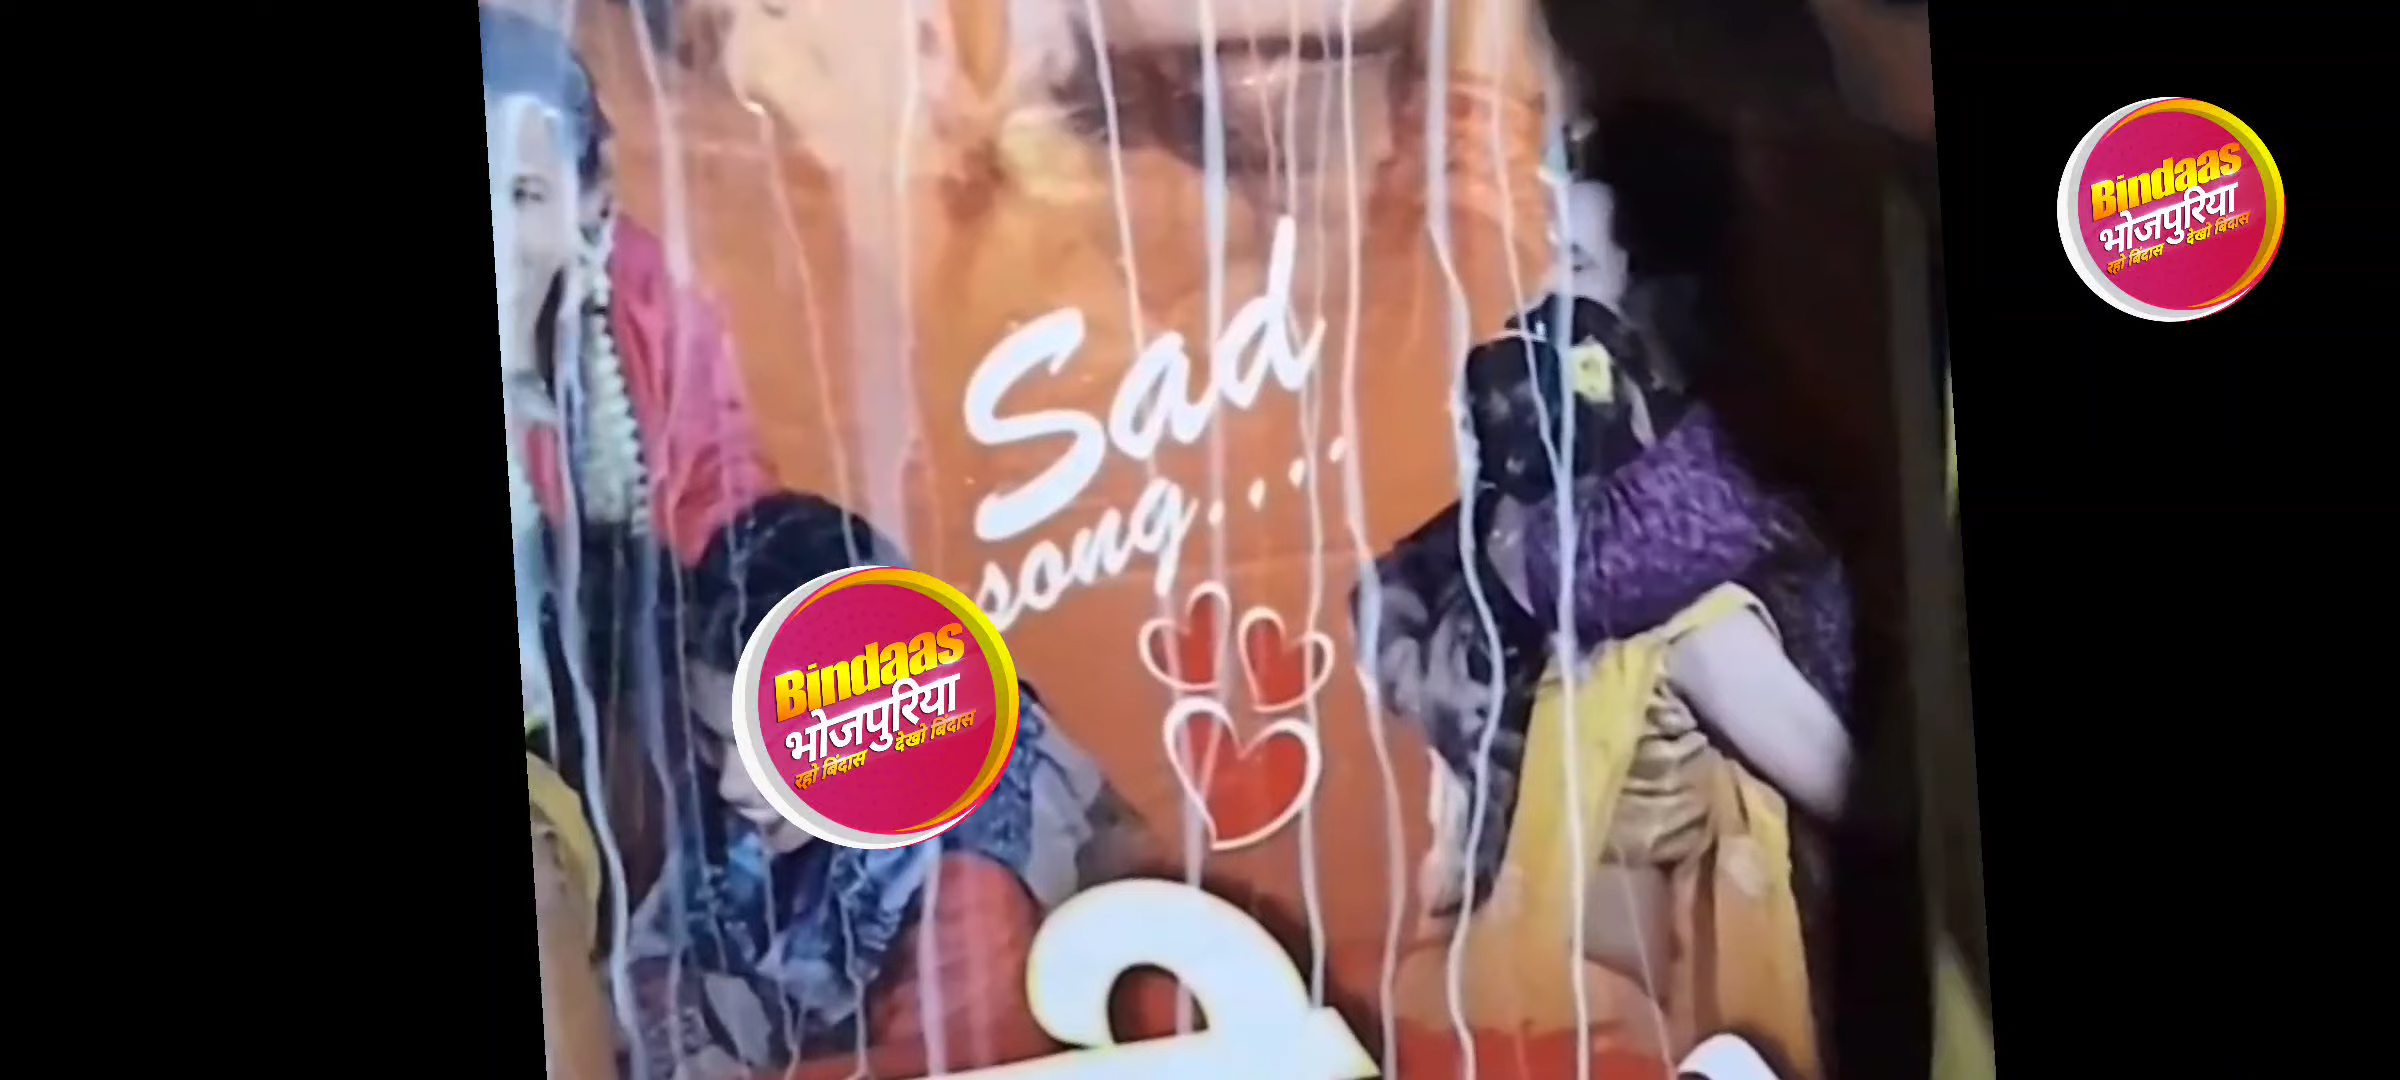 Bindaas
भोजपुरिया
रहो बिंदास देखो बिंदास
Sad
song....
Bindaas
भोजपुरिया
रहो बिंदास देखो बिंदास